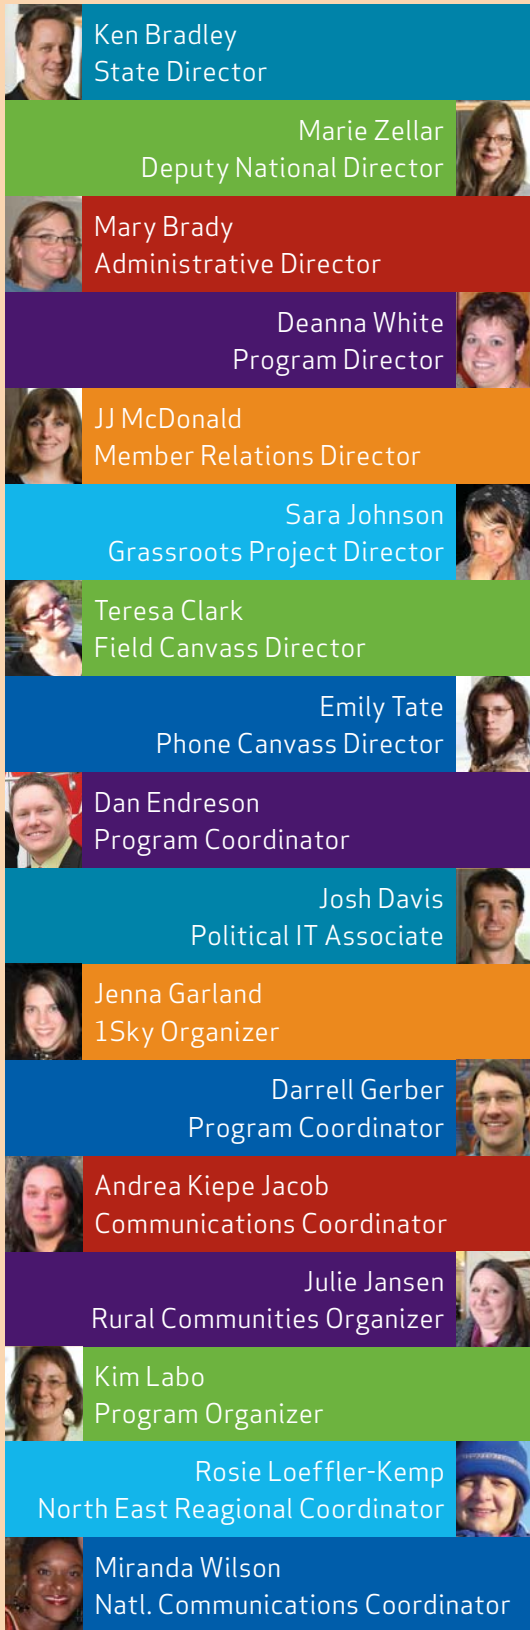 Ken Bradley
State Director
Marie Zellar
Deputy National Director
Mary Brady
Administrative Director
Deanna White
Program Director
JJ McDonald
Member Relations Director
Sara Johnson
Grassroots Project Director
Teresa Clark
Field Canvass Director
Emily Tate
Phone Canvass Director
Dan Endreson
Program Coordinator
Josh Davis
Political IT Associate
Jenna Garland
1Sky Organizer
Darrell Gerber
Program Coordinator
Andrea Kiepe Jacob
Communications Coordinator
Julie Jansen
Rural Communities Organizer
Kim Labo
Program Organizer
Rosie Loeffler-Kemp
North East Reagional Coordinator
Miranda Wilson
Natl. Communications Coordinator